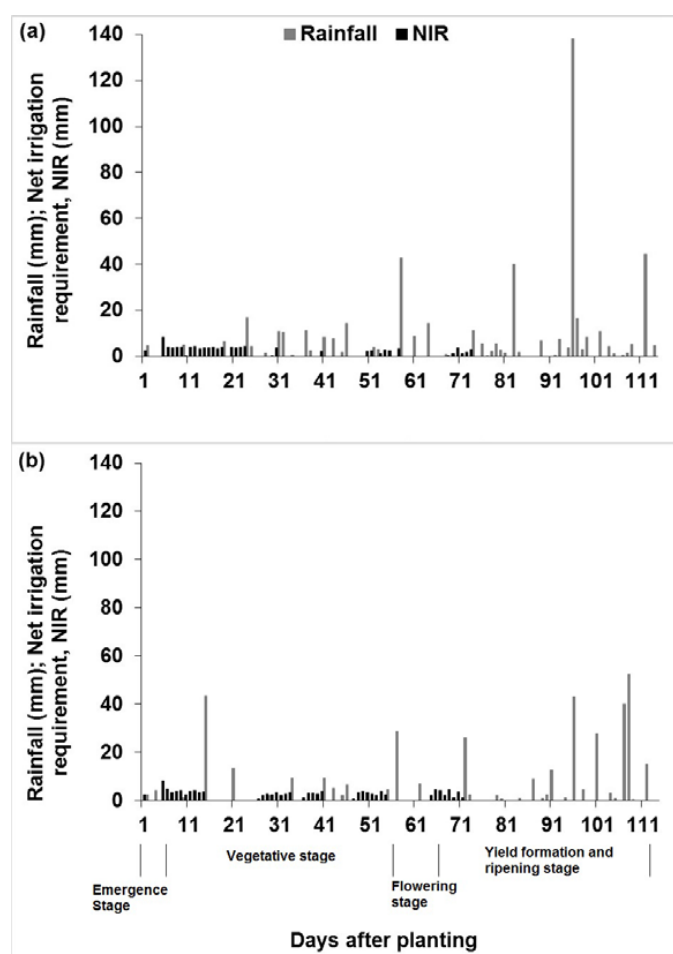 (a)
Rainfall NIR
Rainfall (mm); Net irrigation
requirement, NIR (mm)
140
120
100
80
60
40
20
0
1 11 21 31 41 51 61 71 81 91 101 111
(b)
Rainfall (mm); Net irrigation
requirement, NIR (mm)
140
120
100
80
60
40
20
0
1 11 21 31 41 51 61 71 81 91 101 111
Emergence
Stage
Vegetative stage
Flowering
stage
Yield formation and
ripening stage
Days after planting